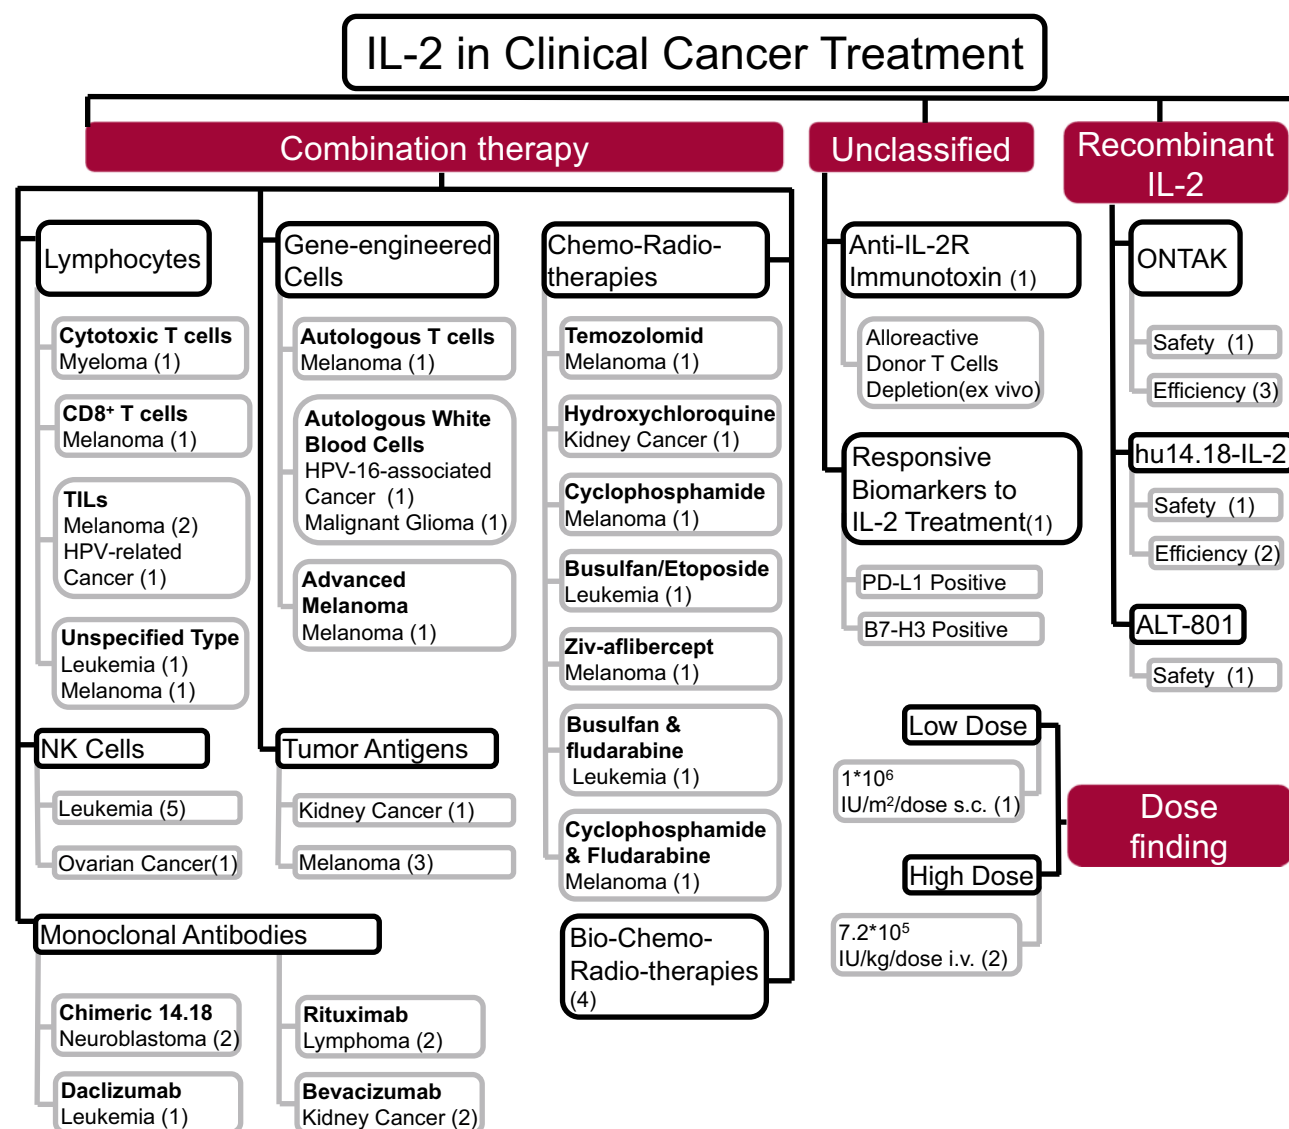 IL-2 in Clinical Cancer Treatment
Combination therapy
Lymphocytes
Cytotoxic T cells
Myeloma (1)
CD8⁺ T cells
Melanoma (1)
TILs
Melanoma (2)
HPV-related
Cancer (1)
Unspecified Type
Leukemia (1)
Melanoma (1)
NK Cells
Leukemia (5)
Ovarian Cancer(1)
Monoclonal Antibodies
Chimeric 14.18
Neuroblastoma (2)
Daclizumab
Leukemia (1)
Rituximab
Lymphoma (2)
Bevacizumab
Kidney Cancer (2)
Gene-engineered
Cells
Autologous T cells
Melanoma (1)
Autologous White
Blood Cells
HPV-16-associated
Cancer (1)
Malignant Glioma (1)
Advanced
Melanoma
Melanoma (1)
Tumor Antigens
Kidney Cancer (1)
Melanoma (3)
Chemo-Radio-
therapies
Temozolomid
Melanoma (1)
Hydroxychloroquine
Kidney Cancer (1)
Cyclophosphamide
Melanoma (1)
Busulfan/Etoposide
Leukemia (1)
Ziv-aflibercept
Melanoma (1)
Busulfan &
fludarabine
Leukemia (1)
Cyclophosphamide
& Fludarabine
Melanoma (1)
Bio-Chemo-
Radio-therapies
(4)
Unclassified
Anti-IL-2R
Immunotoxin (1)
Alloreactive
Donor T Cells
Depletion(ex vivo)
Responsive
Biomarkers to
IL-2 Treatment(1)
PD-L1 Positive
B7-H3 Positive
Recombinant
IL-2
ONTAK
Safety (1)
Efficiency (3)
hu14.18-IL-2
Safety (1)
Efficiency (2)
ALT-801
Safety (1)
Dose
finding
Low Dose
1*10⁶
IU/m²/dose s.c. (1)
High Dose
7.2*10⁵
IU/kg/dose i.v. (2)